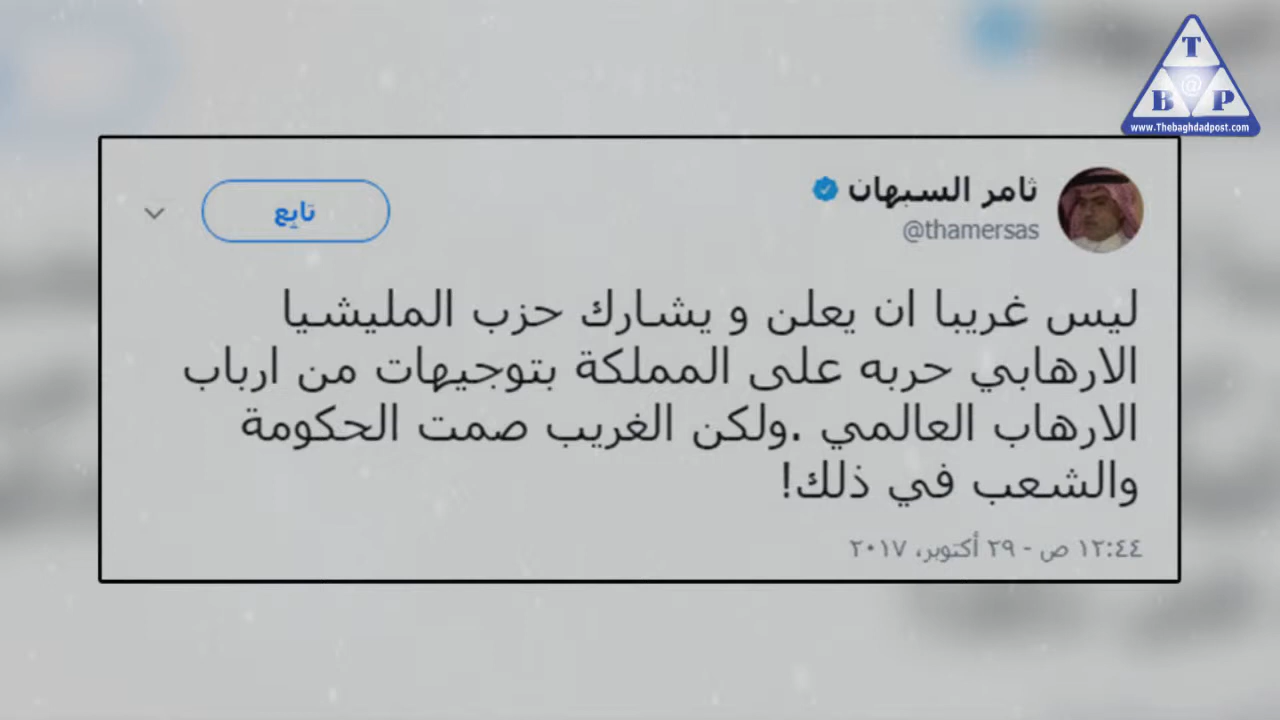 T
B @ P
www.Thebaghdadpost.com
ثامر السبهان
@thamersas
تابِع
ليس غريبا ان يعلن و يشارك حزب المليشيا
الارهابي حربه على المملكة بتوجيهات من ارباب
الارهاب العالمي .ولكن الغريب صمت الحكومة
والشعب في ذلك!
١٢:٤٤ ص - ٢٩ أكتوبر، ٢٠١٧